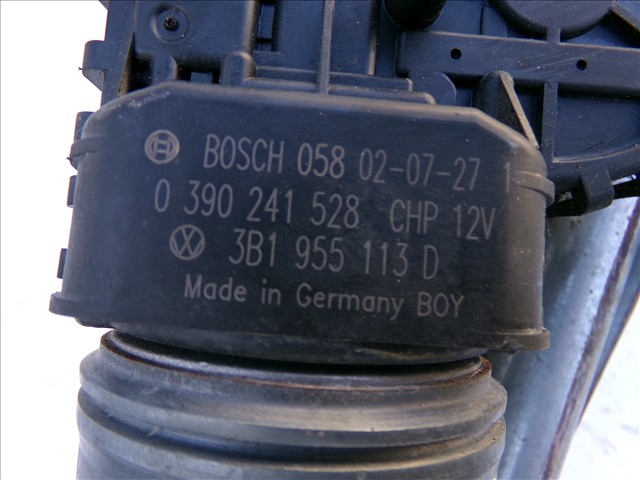 BOSCH 058 02-07-27 1
0 390 241 528 CHP 12V
3B1 955 113 D
Made in Germany BOY